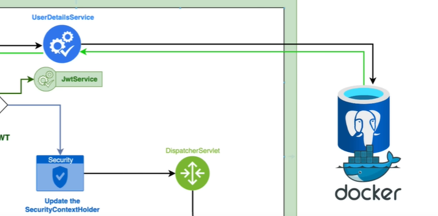 UserDetailsService
JwtService
WT
Security
DispatcherServlet
Update the
SecurityContextHolder
docker